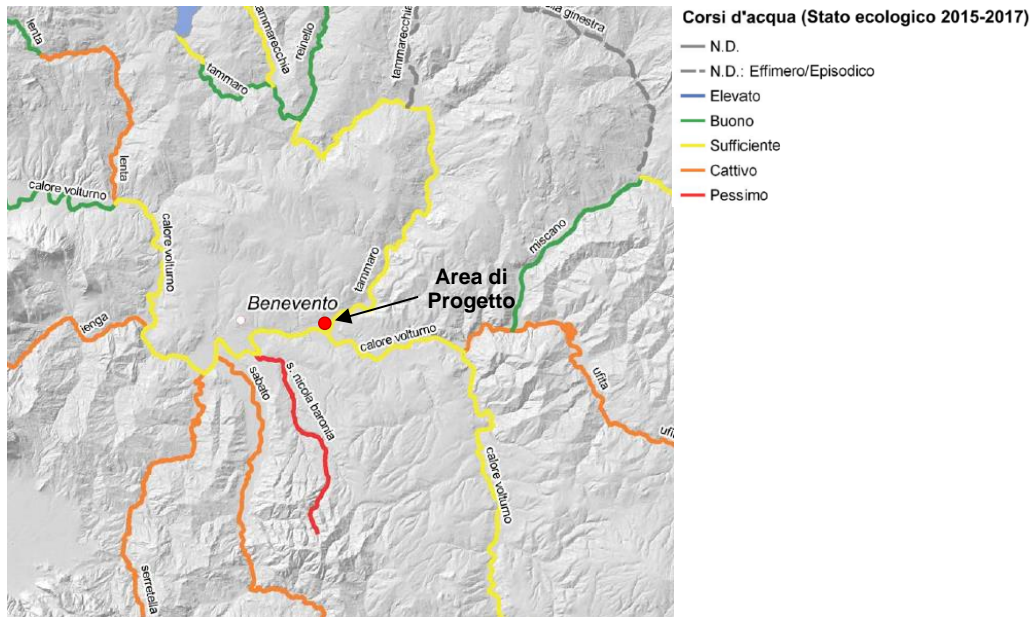 Corsi d'acqua (Stato ecologico 2015-2017)
N.D.
N.D.: Effimero/Episodico
Elevato
Buono
Sufficiente
Cattivo
Pessimo
lenta
tammaro
tammarecchia
reinello
tammarecchia
ginestra
lenta
calore volturno
calore volturno
tammaro
miscano
Area di
Progetto
Benevento
ienga
calore volturno
s. nicola baronia
sabato
ufita
calore volturno
serretella